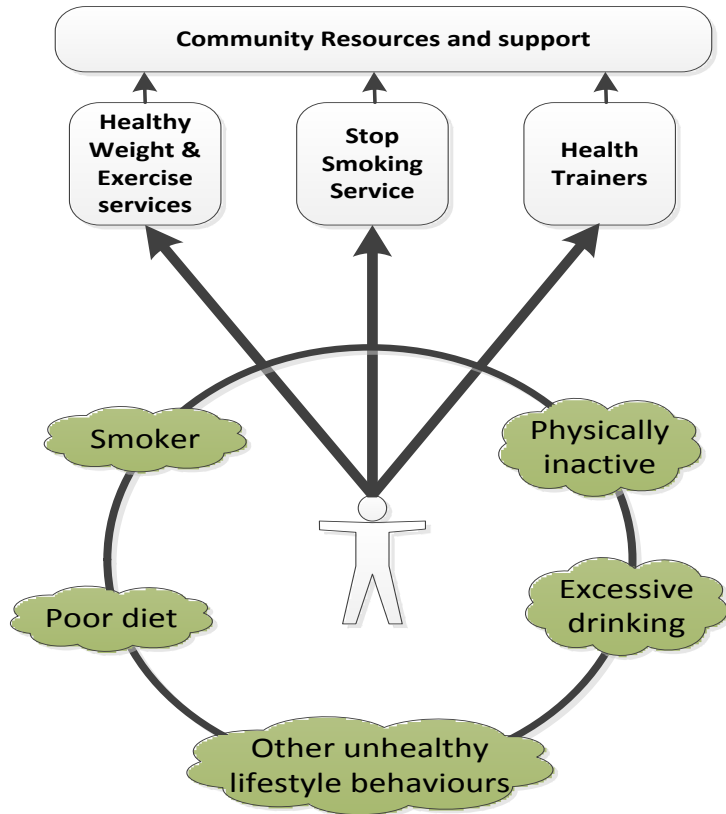 Community Resources and support
Healthy
Weight &
Exercise
services
Stop
Smoking
Service
Health
Trainers
Smoker
Physically
inactive
Poor diet
Excessive
drinking
Other unhealthy
lifestyle behaviours